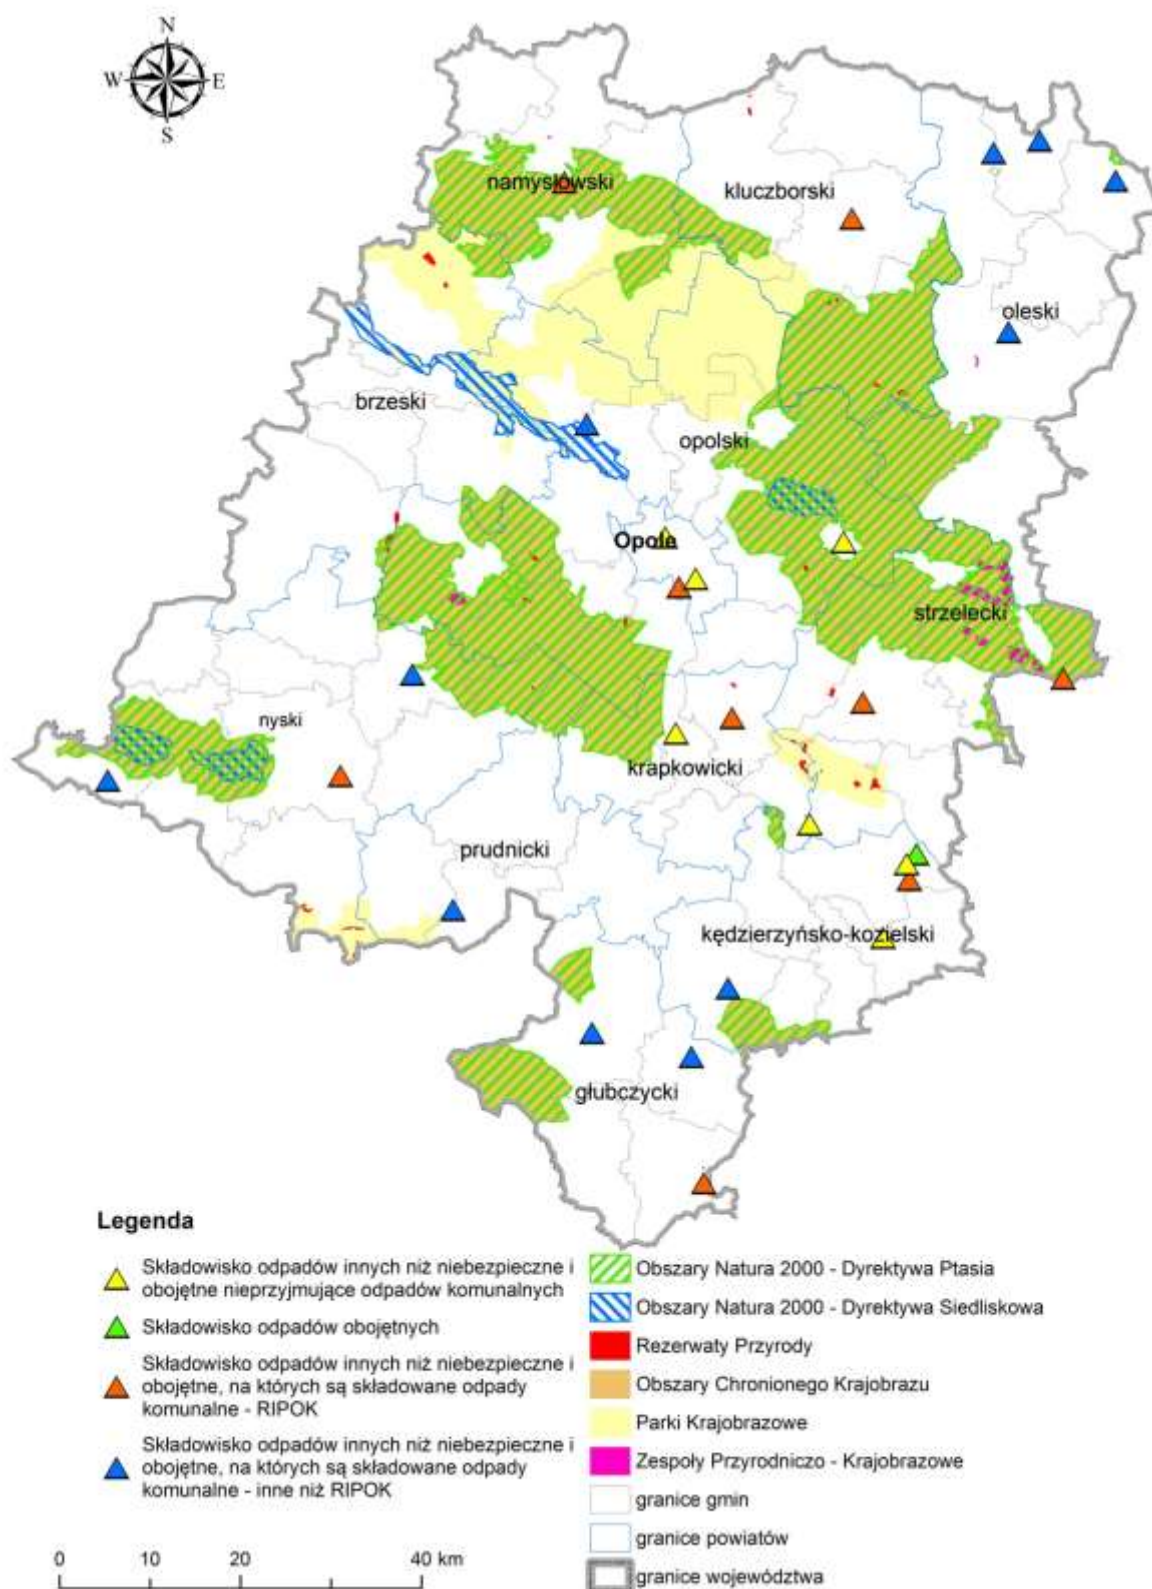 N
W E
S
namysłowski
kluczborski
oleski
brzeski
opolski
Opole
strzelecki
nyski
krapkowicki
prudnicki
kędzierzyńsko-kozielski
głubczycki
Legenda
Składowisko odpadów innych niż niebezpieczne i
obojętne nieprzyjmujące odpadów komunalnych
Składowisko odpadów obojętnych
Składowisko odpadów innych niż niebezpieczne i
obojętne, na których są składowane odpady
komunalne - RIPOK
Składowisko odpadów innych niż niebezpieczne i
obojętne, na których są składowane odpady
komunalne - inne niż RIPOK
Obszary Natura 2000 - Dyrektywa Ptasia
Obszary Natura 2000 - Dyrektywa Siedliskowa
Rezerwaty Przyrody
Obszary Chronionego Krajobrazu
Parki Krajobrazowe
Zespoły Przyrodniczo - Krajobrazowe
granice gmin
granice powiatów
granice województwa
0 10 20 40 km